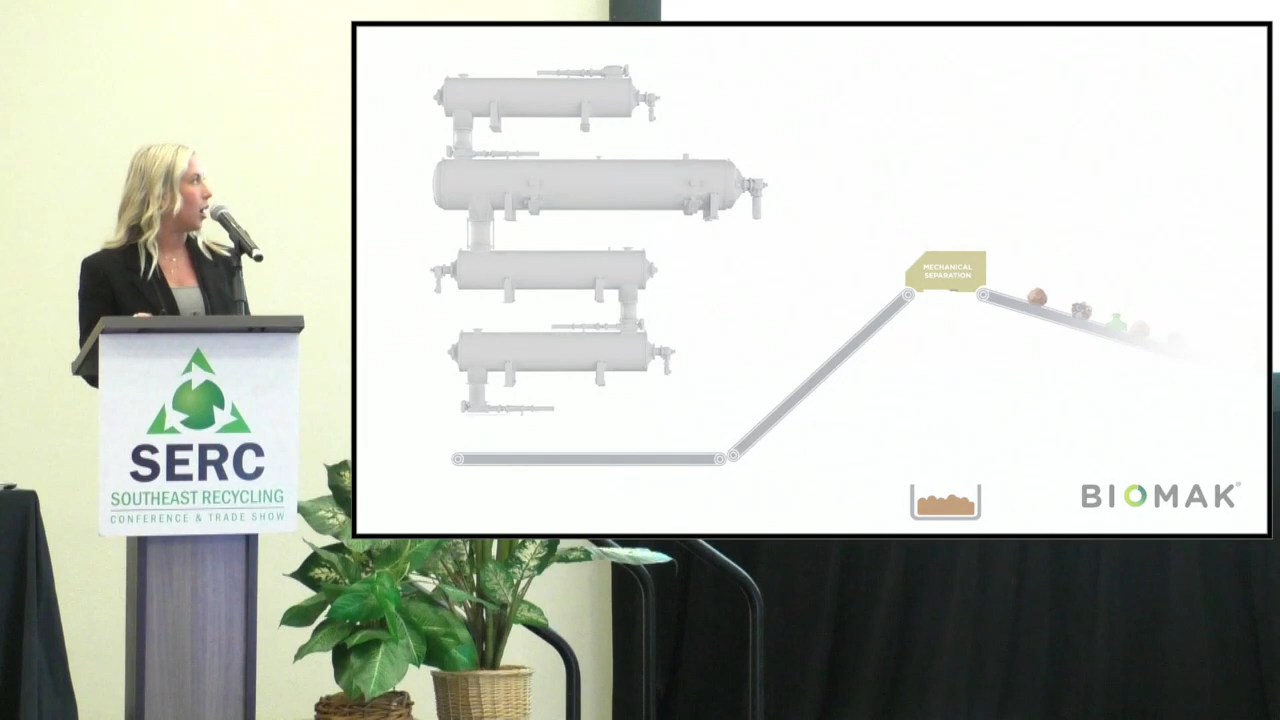 MECHANICAL
SEPARATION
BIOMAK®
SERC
SOUTHEAST RECYCLING
CONFERENCE & TRADE SHOW